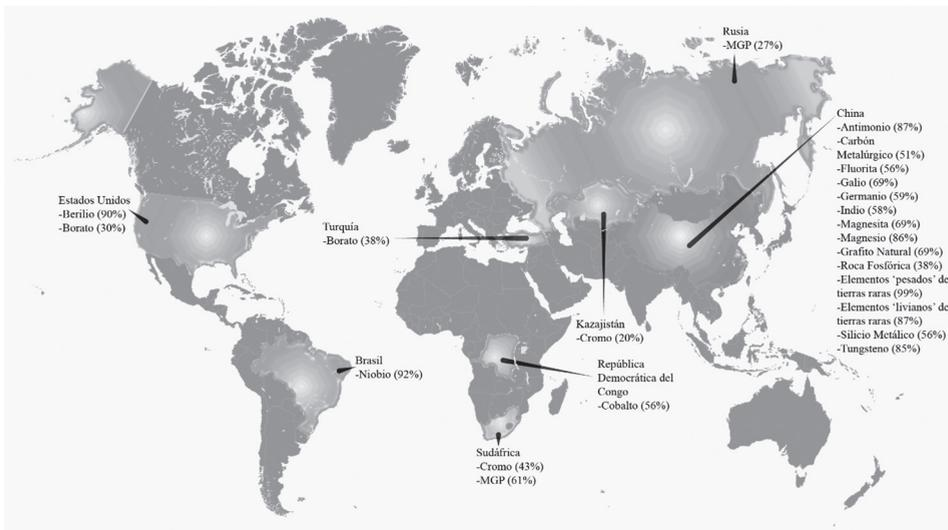 Rusia
-MGP (27%)
China
-Antimonio (87%)
-Carbón
Metalúrgico (51%)
-Fluorita (56%)
-Galio (69%)
-Germanio (59%)
-Indio (58%)
-Magnesita (69%)
-Magnesio (86%)
-Grafito Natural (69%)
-Roca Fosfórica (38%)
-Elementos ‘pesados’ de
tierras raras (99%)
-Elementos ‘livianos’ de
tierras raras (87%)
-Silicio Metálico (56%)
-Tungsteno (85%)
Estados Unidos
-Berilio (90%)
-Borato (30%)
Turquía
-Borato (38%)
Kazajistán
-Cromo (20%)
Brasil
-Niobio (92%)
República
Democrática del
Congo
-Cobalto (56%)
Sudáfrica
-Cromo (43%)
-MGP (61%)